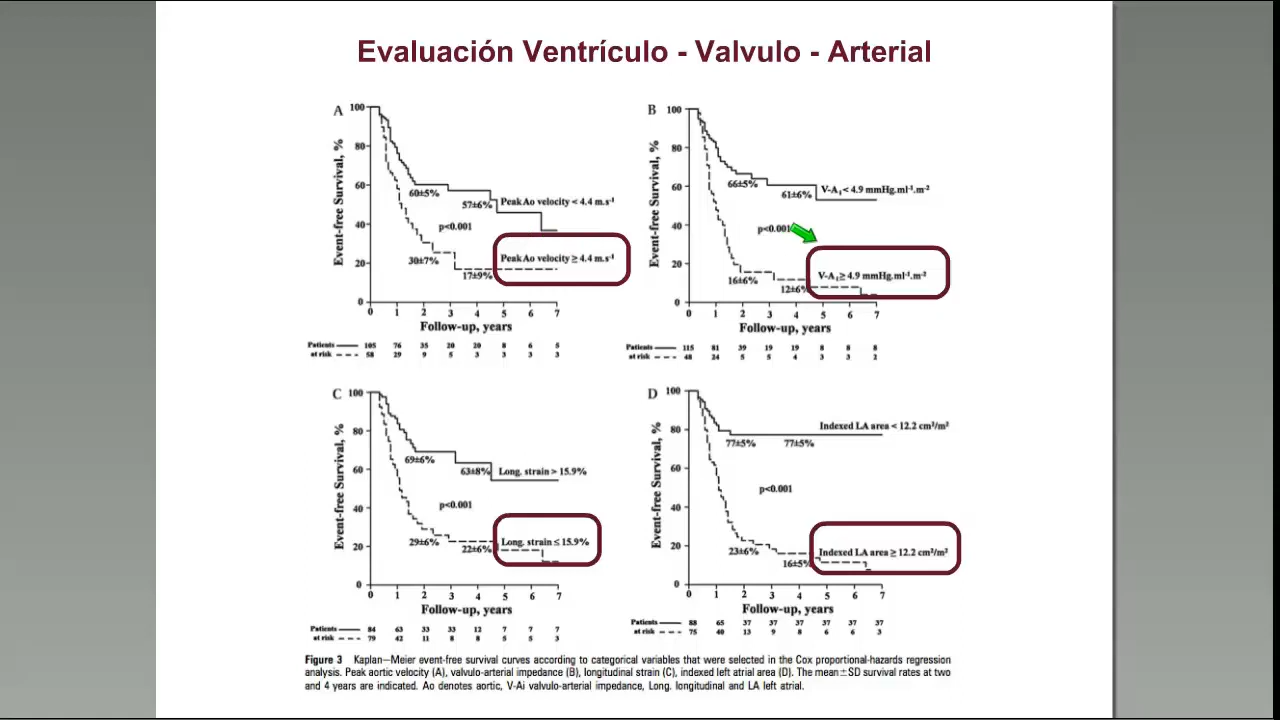 Evaluación Ventrículo - Valvulo - Arterial
A
Event-free Survival, %
100
80
60
40
20
0
60±5%
57±6%
Peak Ao velocity < 4.4 m.s⁻¹
p<0.001
30±7%
17±9%
Peak Ao velocity ≥ 4.4 m.s⁻¹
0 1 2 3 4 5 6 7
Follow-up, years
Patients 105 76 35 20 20 8 6 5
at risk 58 29 9 5 3 3 3 3
B
Event-free Survival, %
100
80
60
40
20
0
66±5%
61±6%
V-A₁ < 4.9 mmHg.ml⁻¹.m⁻²
p<0.001
16±6%
12±6%
V-A₁≥ 4.9 mmHg.ml⁻¹.m⁻²
0 1 2 3 4 5 6 7
Follow-up, years
Patients 115 81 39 19 19 8 8 8
at risk 48 24 5 5 4 3 3 2
C
Event-free Survival, %
100
80
60
40
20
0
69±6%
63±8%
Long. strain > 15.9%
p<0.001
29±6%
22±6%
Long. strain ≤ 15.9%
0 1 2 3 4 5 6 7
Follow-up, years
Patients 84 63 33 33 12 7 7 7
at risk 79 42 11 8 8 5 5 3
D
Event-free Survival, %
100
80
60
40
20
0
77±5%
77±5%
Indexed LA area < 12.2 cm²/m²
p<0.001
23±6%
16±5%
Indexed LA area ≥ 12.2 cm²/m²
0 1 2 3 4 5 6 7
Follow-up, years
Patients 88 65 37 37 37 37 37 37
at risk 75 40 13 9 8 6 6 3
Figure 3 Kaplan–Meier event-free survival curves according to categorical variables that were selected in the Cox proportional-hazards regression
analysis. Peak aortic velocity (A), valvulo-arterial impedance (B), longitudinal strain (C), indexed left atrial area (D). The mean±SD survival rates at two
and 4 years are indicated. Ao denotes aortic, V-Ai valvulo-arterial impedance, Long. longitudinal and LA left atrial.